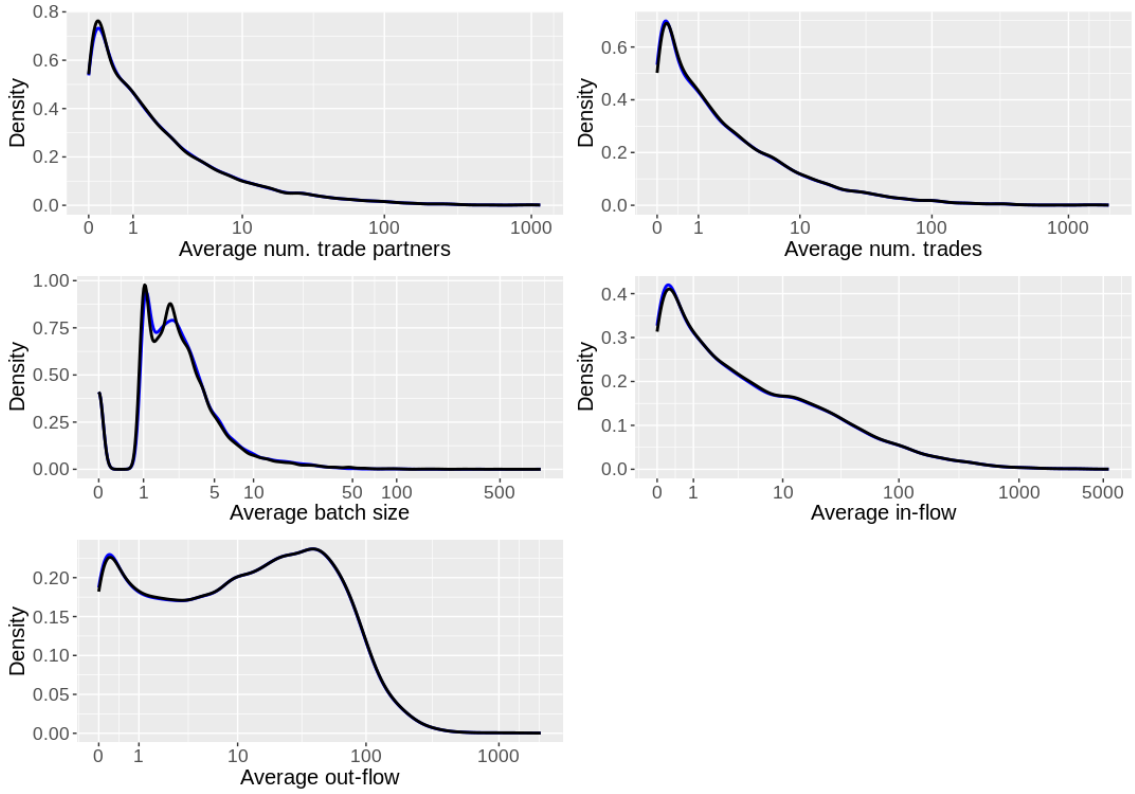 0.8
0.6
0.4
0.2
0.0
Density
0 1 10 100 1000
Average num. trade partners
0.6
0.4
0.2
0.0
Density
0 1 10 100 1000
Average num. trades
1.00
0.75
0.50
0.25
0.00
Density
0 1 5 10 50 100 500
Average batch size
0.4
0.3
0.2
0.1
0.0
Density
0 1 10 100 1000 5000
Average in-flow
0.20
0.15
0.10
0.05
0.00
Density
0 1 10 100 1000
Average out-flow